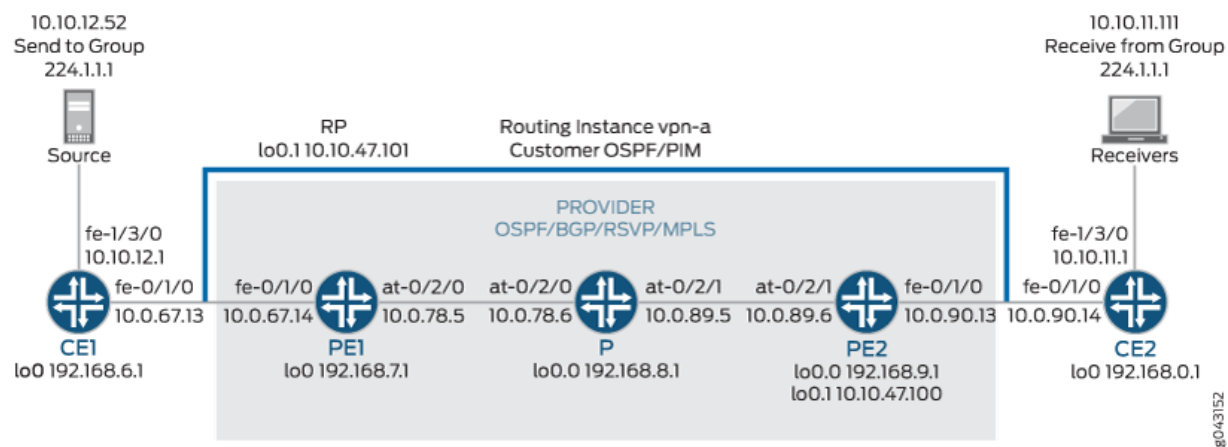 10.10.12.52
Send to Group
224.1.1.1
Source
10.10.11.111
Receive from Group
224.1.1.1
Receivers
RP
lo0.1 10.10.47.101
Routing Instance vpn-a
Customer OSPF/PIM
PROVIDER
OSPF/BGP/RSVP/MPLS
fe-1/3/0
10.10.12.1
fe-1/3/0
10.10.11.1
fe-0/1/0
10.0.67.13
fe-0/1/0
10.0.67.14
at-0/2/0
10.0.78.5
at-0/2/0
10.0.78.6
at-0/2/1
10.0.89.5
at-0/2/1
10.0.89.6
fe-0/1/0
10.0.90.13
fe-0/1/0
10.0.90.14
CE1
lo0 192.168.6.1
PE1
lo0 192.168.7.1
P
lo0.0 192.168.8.1
PE2
lo0.0 192.168.9.1
lo0.1 10.10.47.100
CE2
lo0 192.168.0.1
g043152